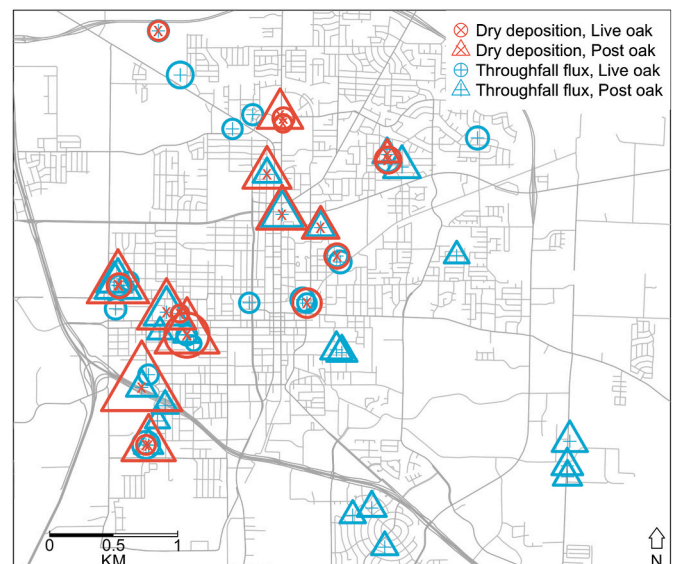 Dry deposition, Live oak
Dry deposition, Post oak
Throughfall flux, Live oak
Throughfall flux, Post oak
0 0.5 1
KM
N